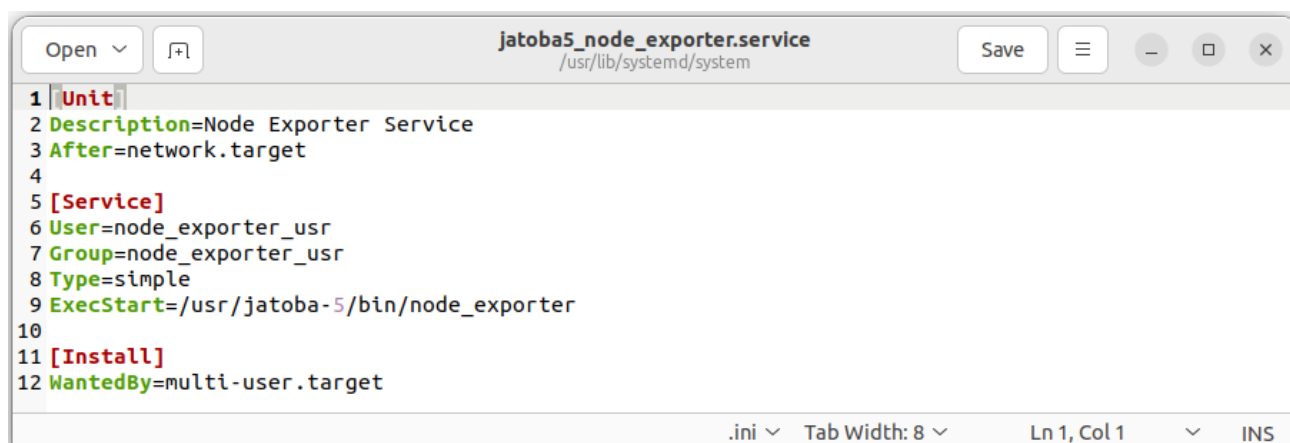 Open
jatoba5_node_exporter.service
/usr/lib/systemd/system
Save
1 [Unit]
2 Description=Node Exporter Service
3 After=network.target
4
5 [Service]
6 User=node_exporter_usr
7 Group=node_exporter_usr
8 Type=simple
9 ExecStart=/usr/jatoba-5/bin/node_exporter
10
11 [Install]
12 WantedBy=multi-user.target
.ini Tab Width: 8 Ln 1, Col 1 INS